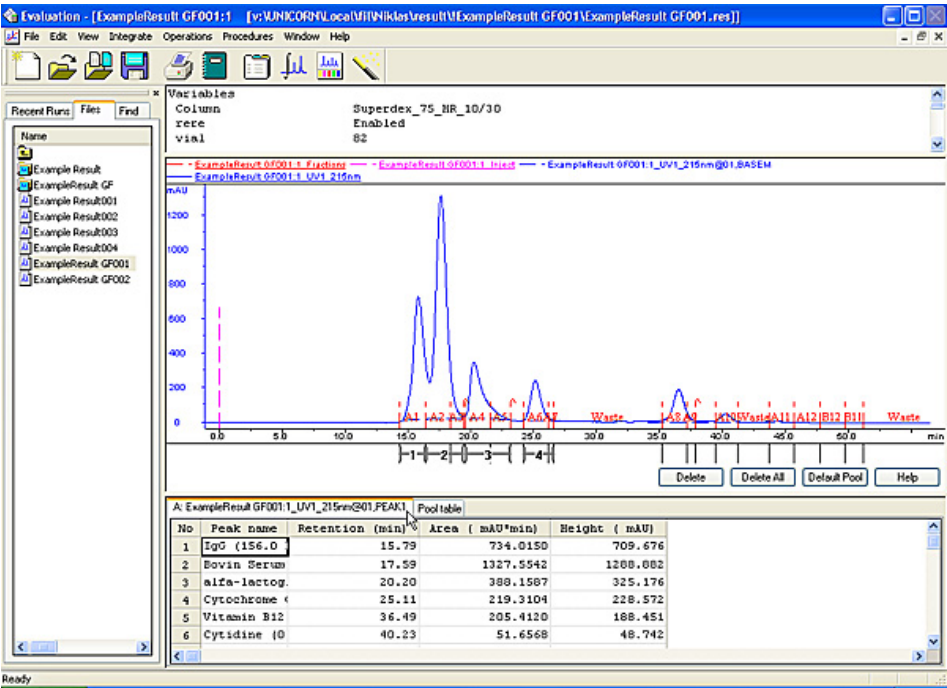 Evaluation - [ExampleResult GF001:1 [v:\UNICORN\Local\fil\Niklas\result\!ExampleResult GF001\ExampleResult GF001.res]]
File Edit View Integrate Operations Procedures Window Help
Recent Runs Files Find
Name
Example Result
ExampleResult GF
Example Result001
Example Result002
Example Result003
Example Result004
ExampleResult GF001
ExampleResult GF002
Variables
Column Superdex_75_HR_10/30
rere Enabled
vial 82
ExampleResult GF001:1_Fractions ExampleResult GF001:1_Inject ExampleResult GF001:1_UV1_215nm@01,BASEM
ExampleResult GF001:1_UV1_215nm
mAU
1200
1000
800
600
400
200
0
A1 A2 A3 A4 A5 A6 A7 Waste A8 A9 A10 Waste A11 A12 B12 B11 Waste
0.0 5.0 10.0 15.0 20.0 25.0 30.0 35.0 40.0 45.0 50.0 min
1 2 3 4
Delete Delete All Default Pool Help
A: ExampleResult GF001:1_UV1_215nm@01,PEAK1 Pool table
No Peak name Retention (min) Area ( mAU*min) Height ( mAU)
1 IgG (156.0 15.79 734.0150 709.676
2 Bovin Serum 17.59 1327.5542 1288.882
3 alfa-lactog. 20.20 388.1587 325.176
4 Cytochrome 25.11 219.3104 228.572
5 Vitamin B12 36.49 205.4120 188.451
6 Cytidine (0 40.23 51.6568 48.742
Ready